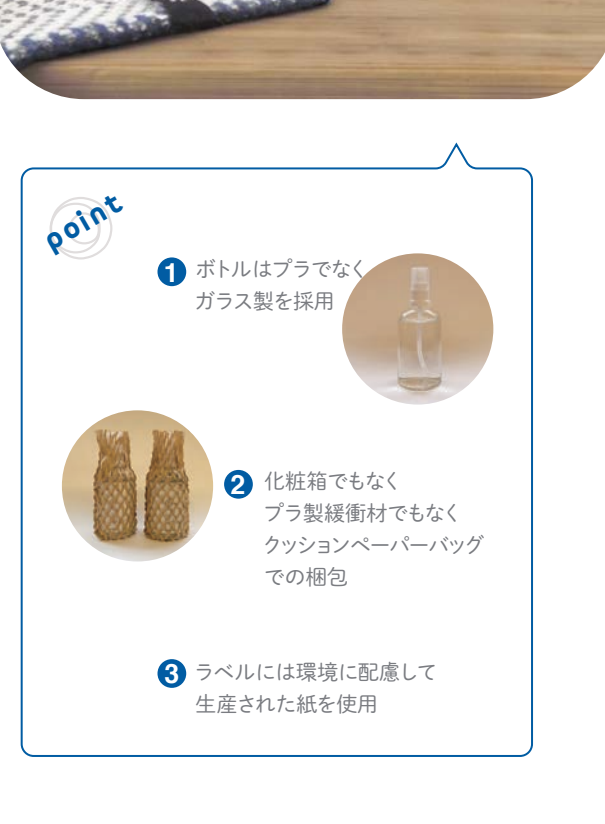 point
1 ボトルはプラでなく
ガラス製を採用
2 化粧箱でもなく
プラ製緩衝材でもなく
クッションペーパーバッグ
での梱包
3 ラベルには環境に配慮して
生産された紙を使用